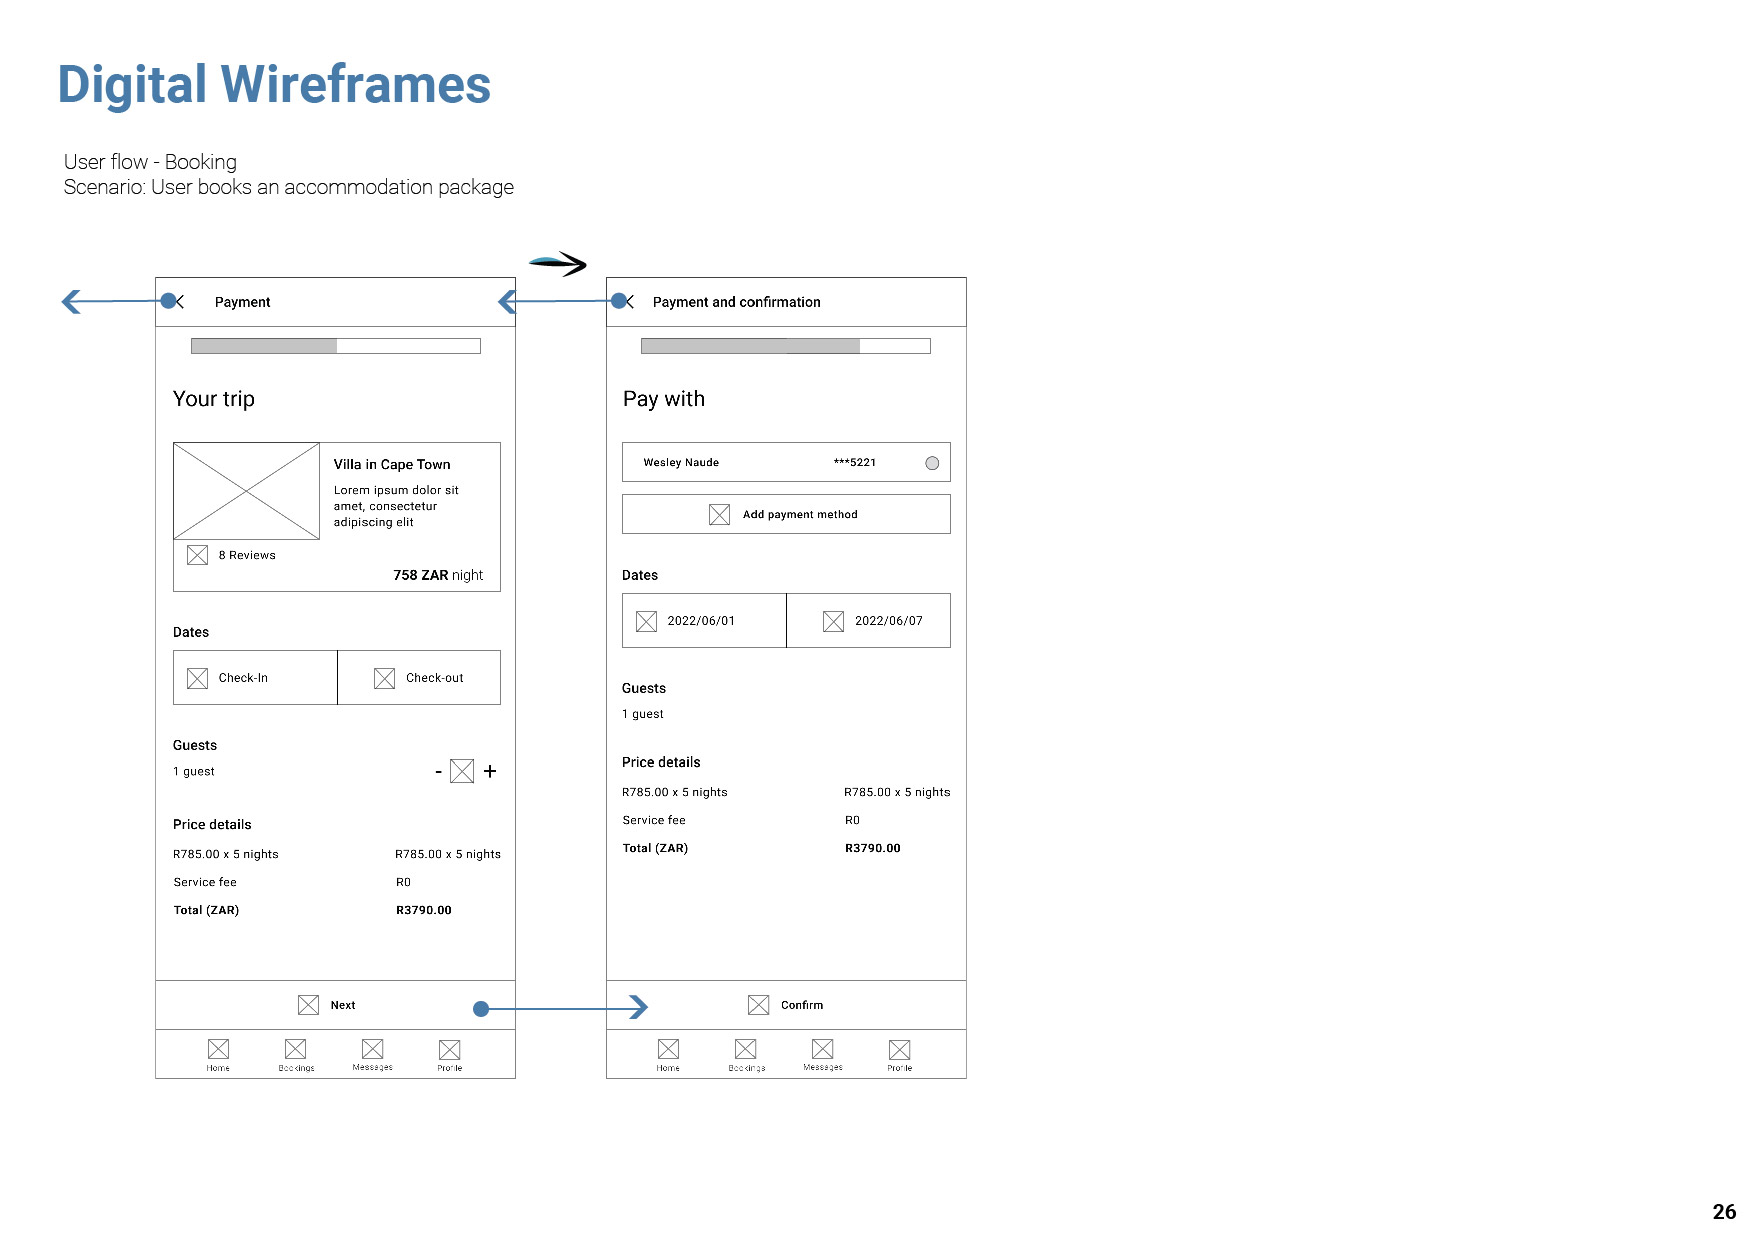 Digital Wireframes
User flow - Booking
Scenario: User books an accommodation package
Payment
Your trip
Villa in Cape Town
Lorem ipsum dolor sit
amet, consectetur
adipiscing elit
8 Reviews
758 ZAR night
Dates
Check-In Check-out
Guests
1 guest - +
Price details
R785.00 x 5 nights R785.00 x 5 nights
Service fee R0
Total (ZAR) R3790.00
Next
Home Bookings Messages Profile
Payment and confirmation
Pay with
Wesley Naude ***5221
Add payment method
Dates
2022/06/01 2022/06/07
Guests
1 guest
Price details
R785.00 x 5 nights R785.00 x 5 nights
Service fee R0
Total (ZAR) R3790.00
Confirm
Home Bookings Messages Profile
26